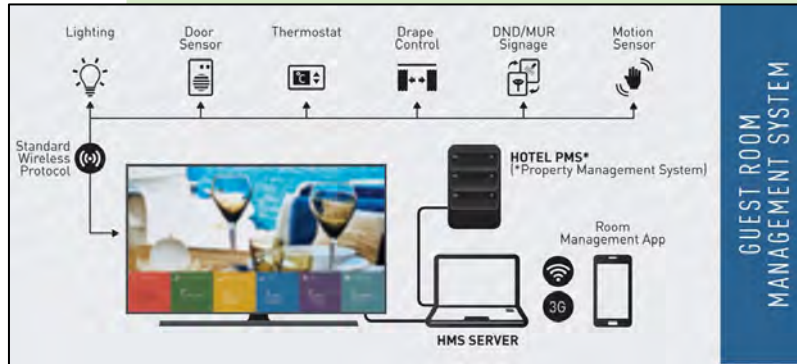 Lighting
Door
Sensor
Thermostat
Drape
Control
DND/MUR
Signage
Motion
Sensor
°C
Standard
Wireless
Protocol
HOTEL PMS*
(*Property Management System)
Room
Management App
3G
HMS SERVER
GUEST ROOM
MANAGEMENT SYSTEM